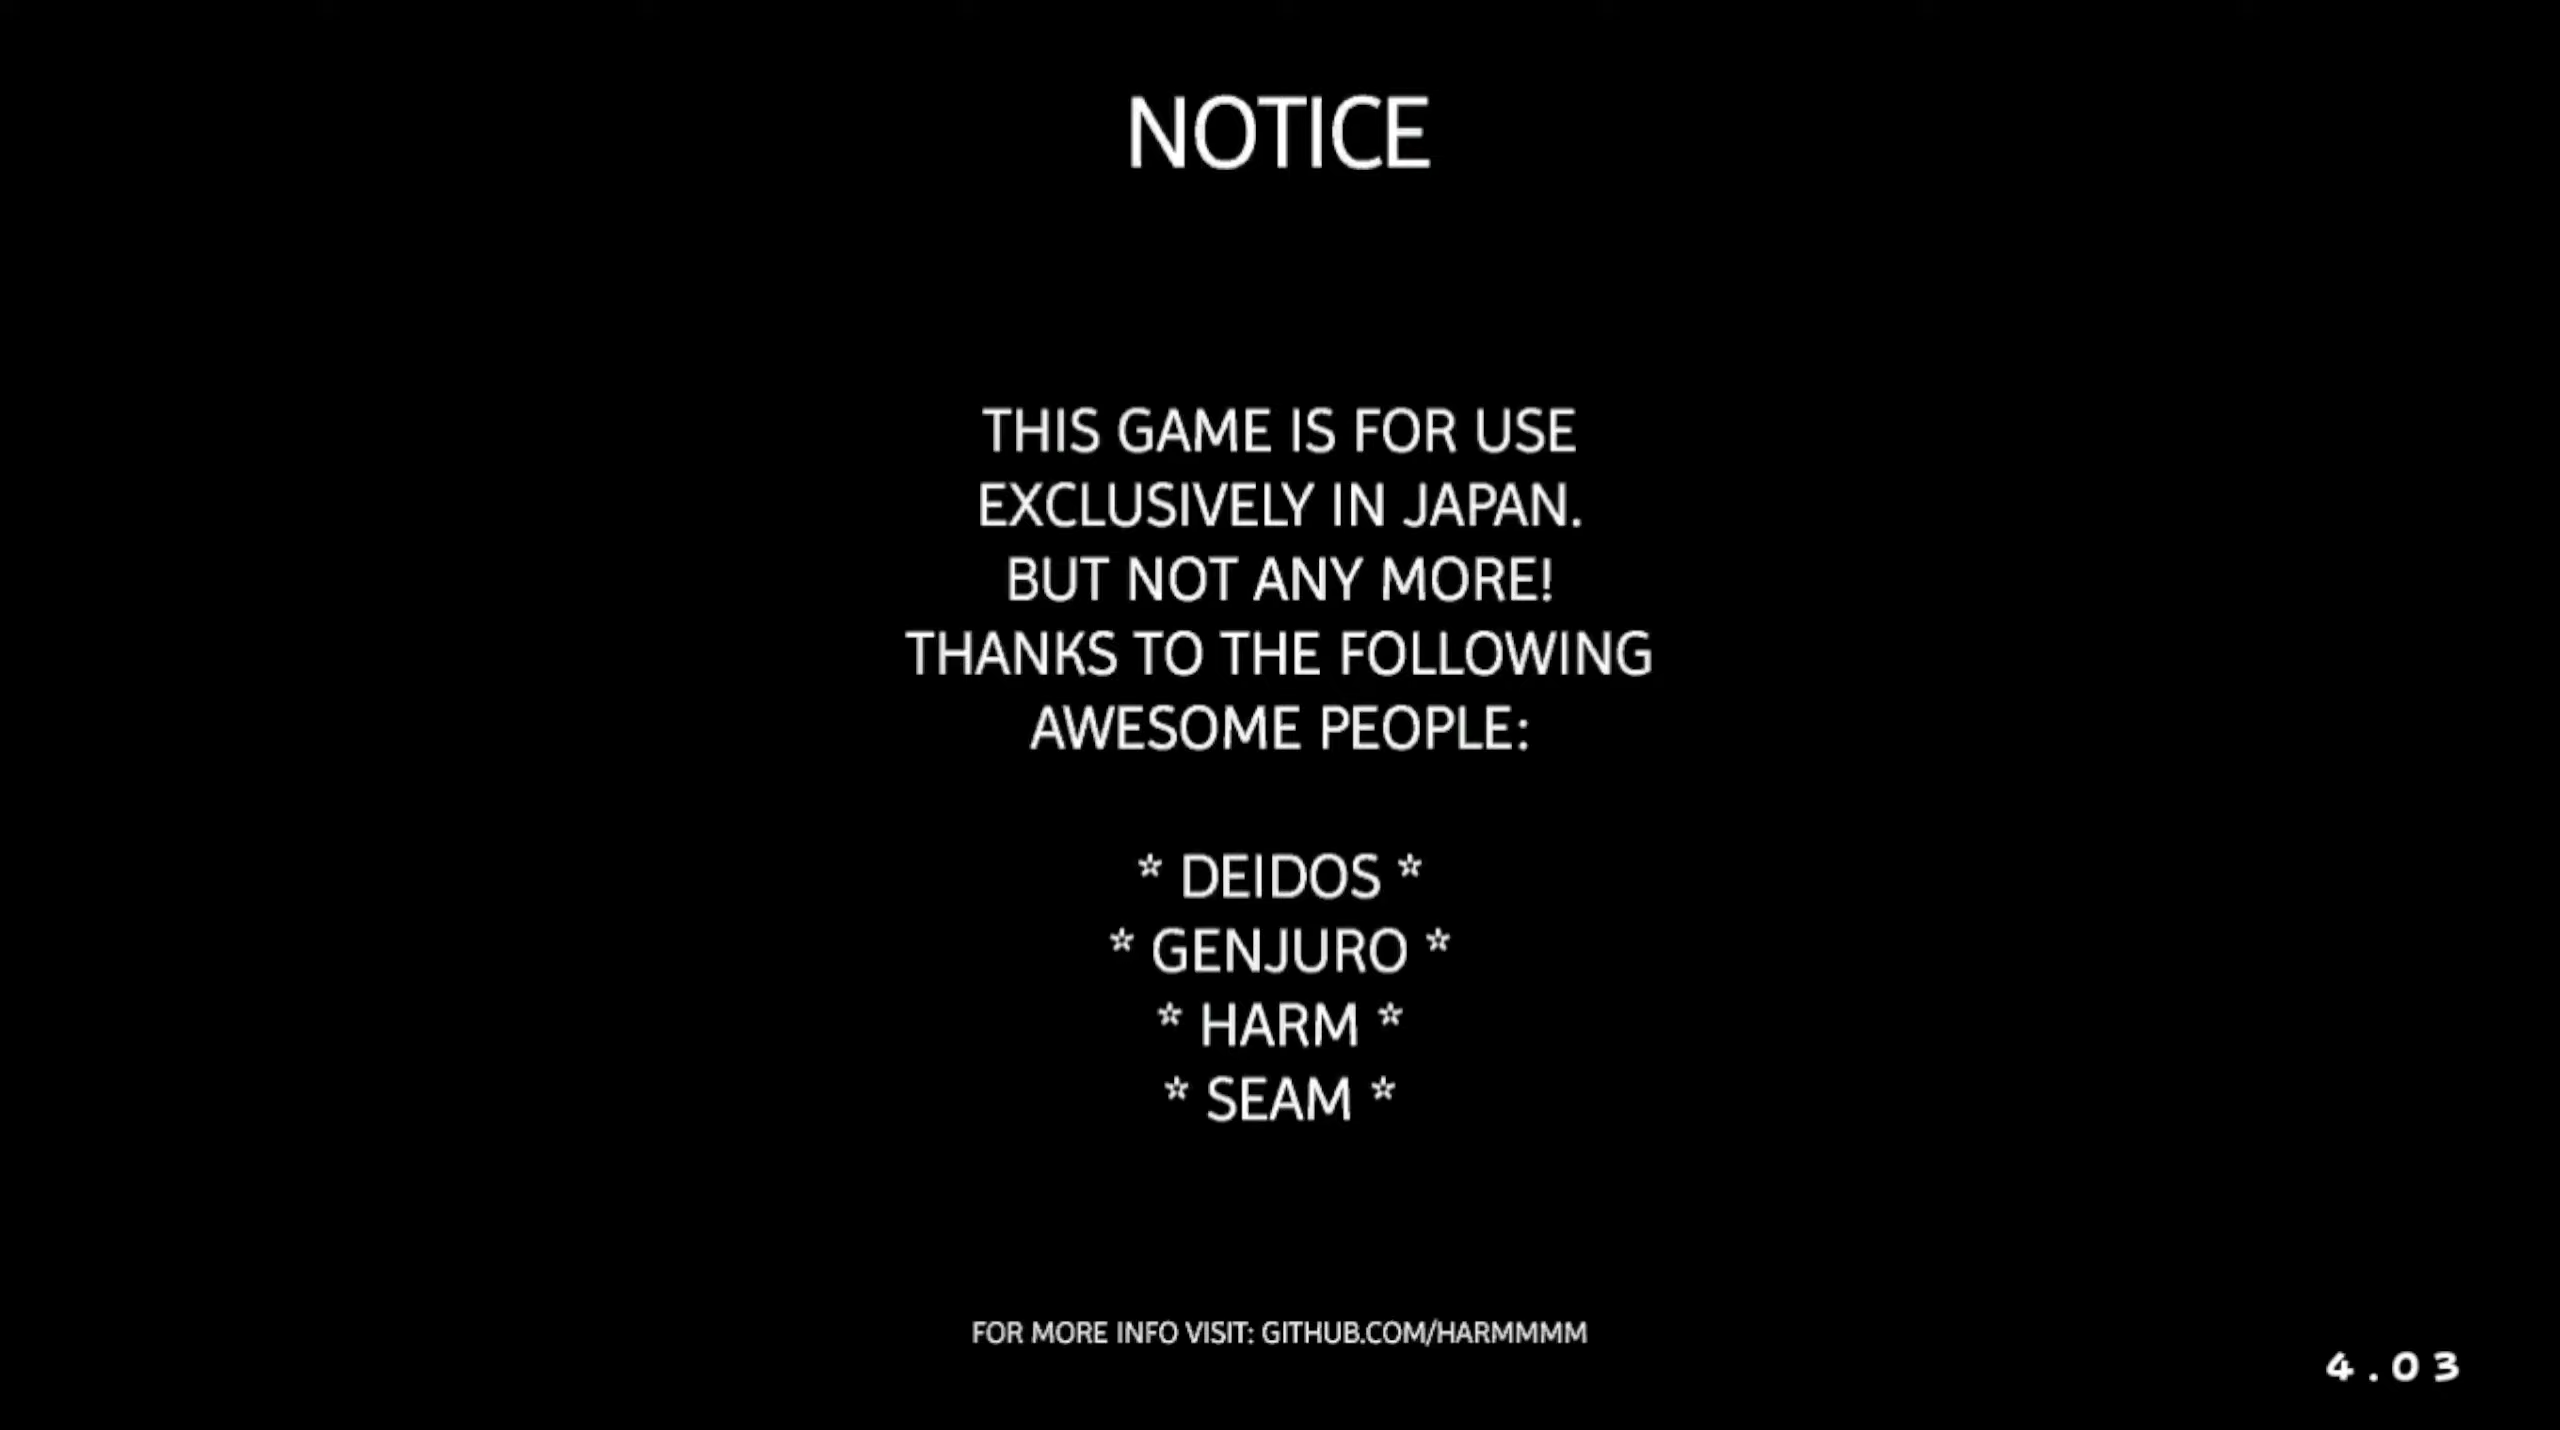 NOTICE
THIS GAME IS FOR USE
EXCLUSIVELY IN JAPAN.
BUT NOT ANY MORE!
THANKS TO THE FOLLOWING
AWESOME PEOPLE:
* DEIDOS *
* GENJURO *
* HARM *
* SEAM *
FOR MORE INFO VISIT: GITHUB.COM/HARMMMM
4.03